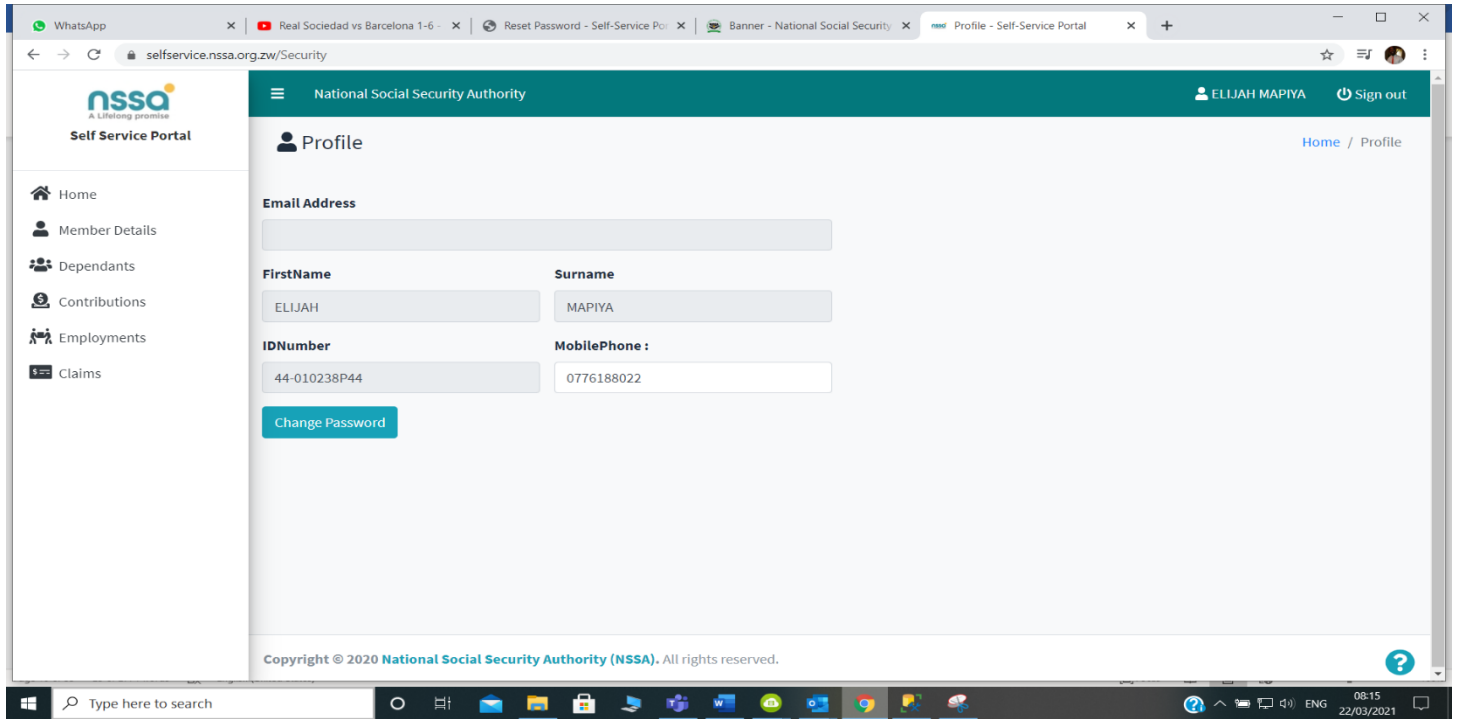 WhatsApp
Real Sociedad vs Barcelona 1-6 -
Reset Password - Self-Service Por
Banner - National Social Security
nssa Profile - Self-Service Portal
selfservice.nssa.org.zw/Security
nssa
A Lifelong promise
Self Service Portal
National Social Security Authority
ELIJAH MAPIYA
Sign out
Profile
Home / Profile
Home
Member Details
Dependants
Contributions
Employments
Claims
Email Address
FirstName Surname
ELIJAH MAPIYA
IDNumber MobilePhone :
44-010238P44 0776188022
Change Password
Copyright © 2020 National Social Security Authority (NSSA). All rights reserved.
Type here to search
ENG
08:15
22/03/2021